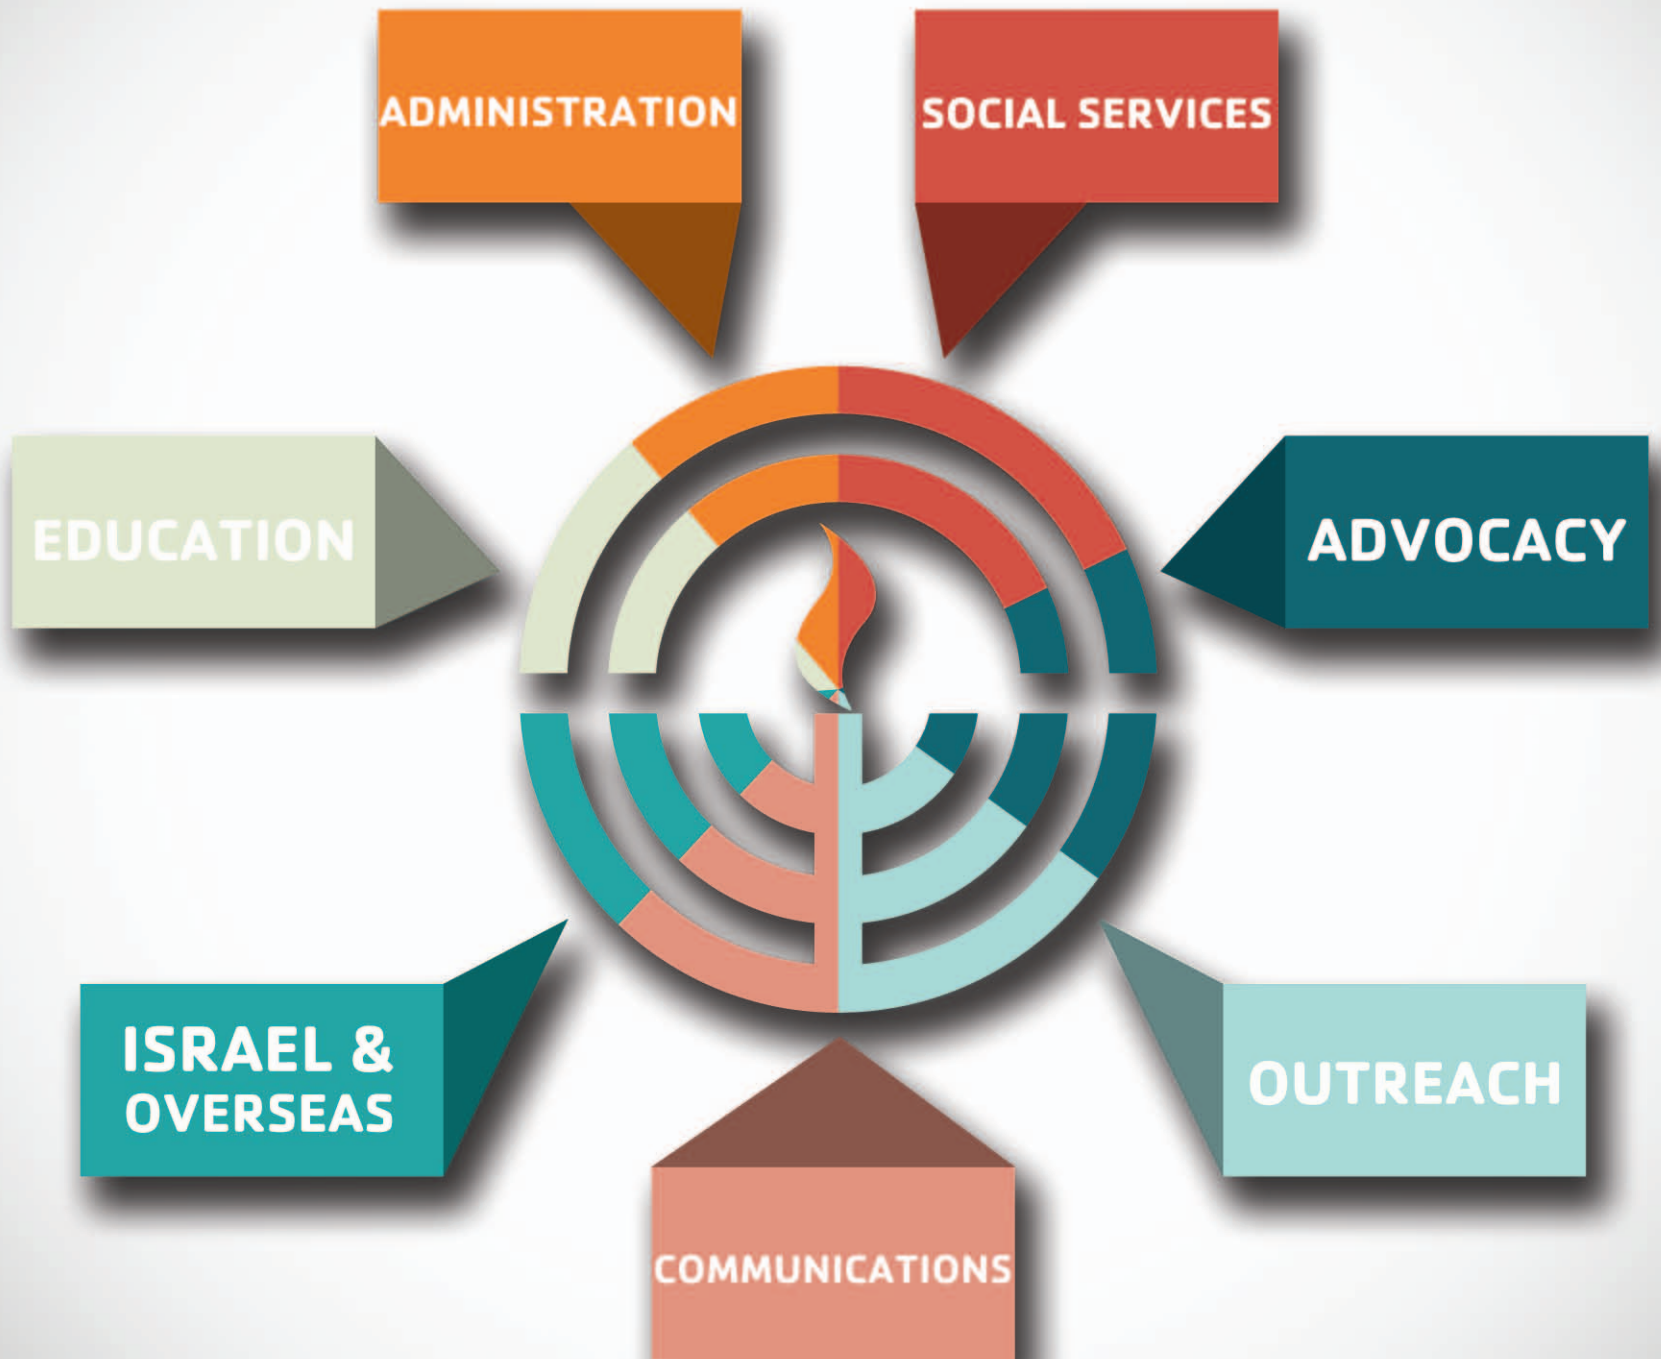 ADMINISTRATION
SOCIAL SERVICES
EDUCATION
ADVOCACY
ISRAEL &
OVERSEAS
OUTREACH
COMMUNICATIONS